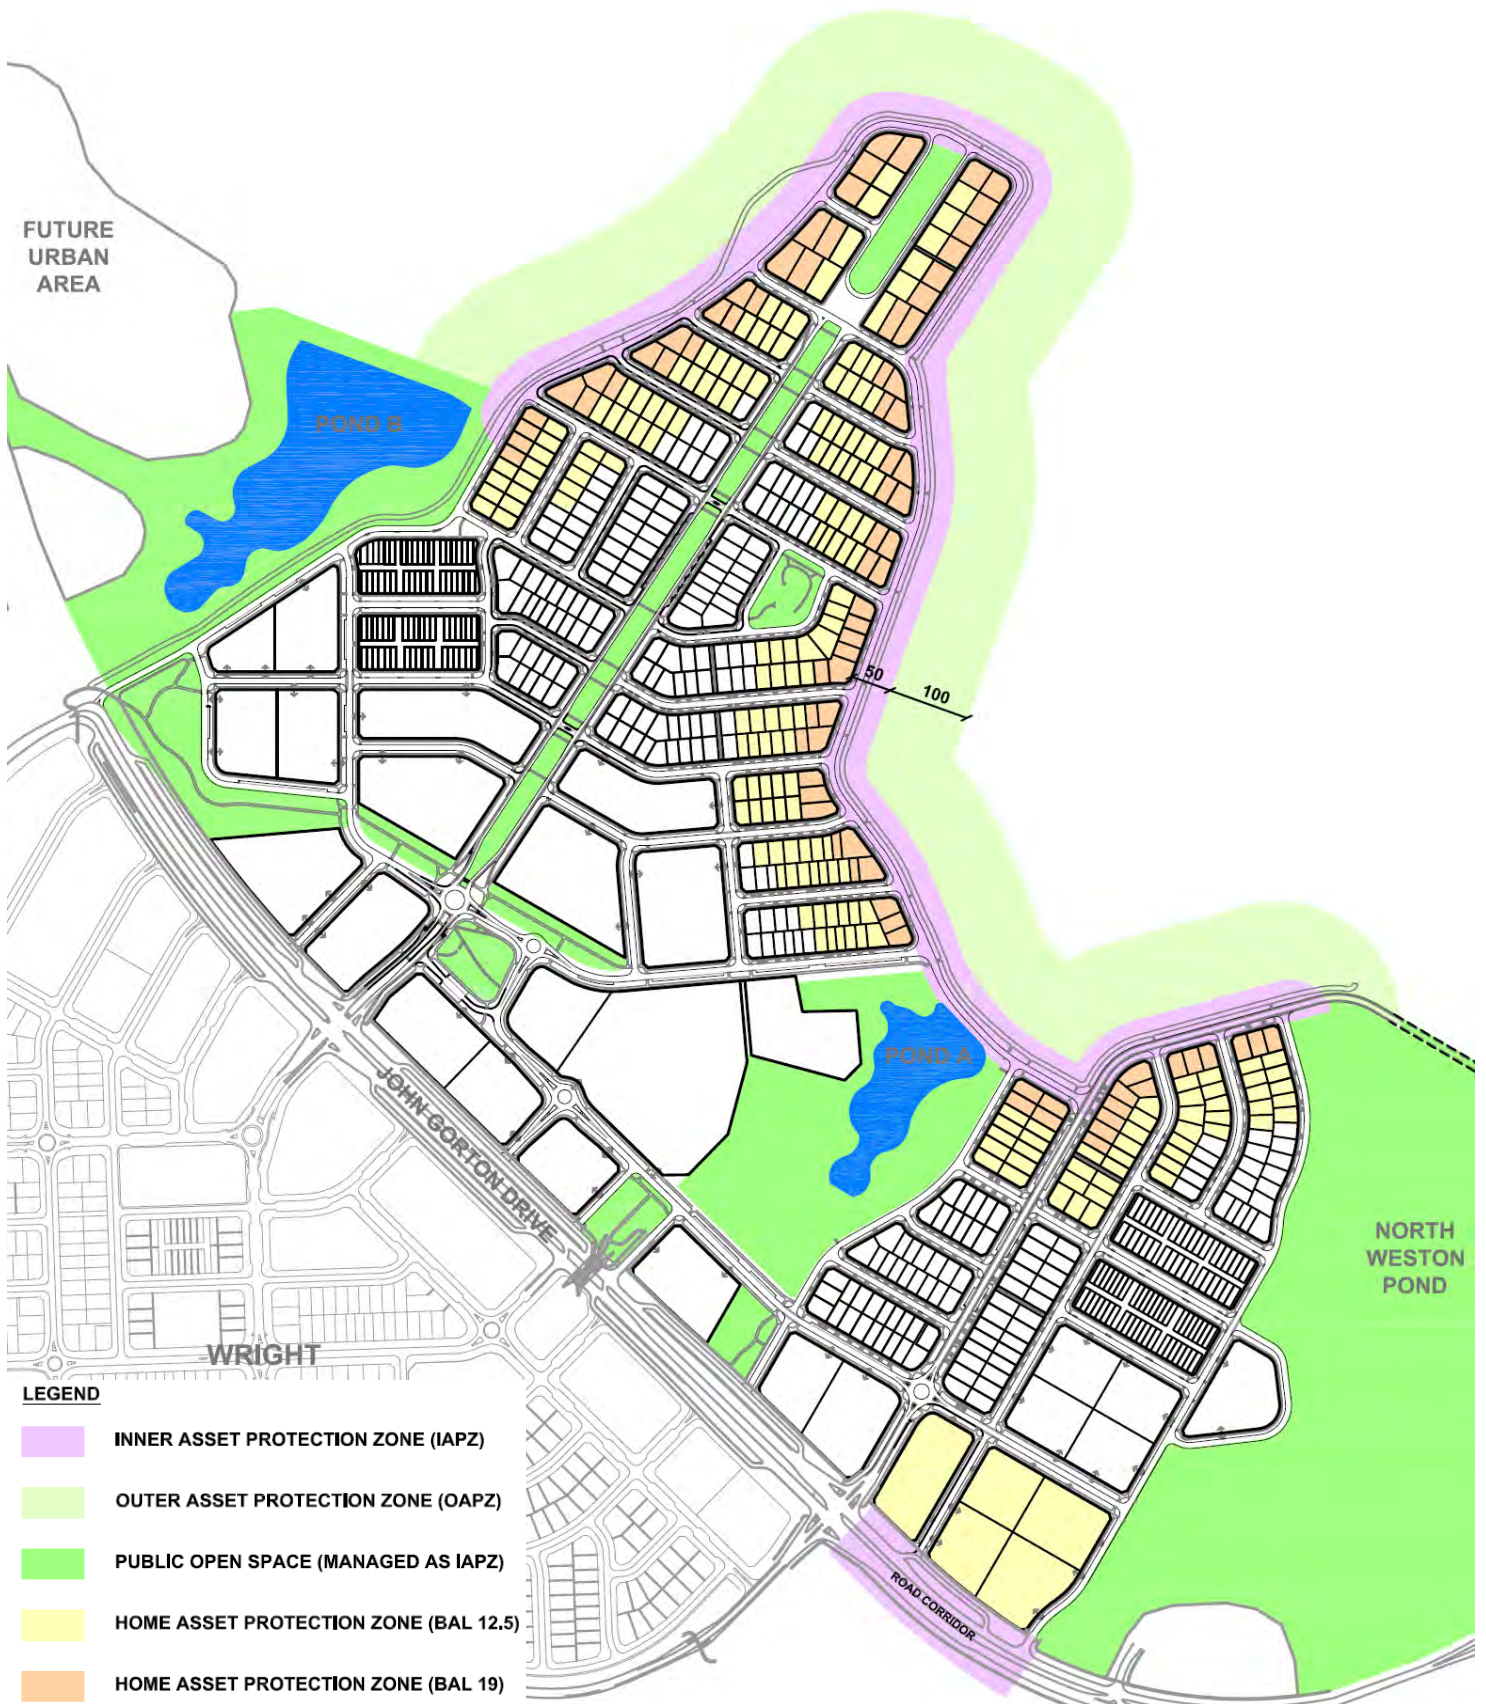 FUTURE
URBAN
AREA
POND B
50
100
POND A
JOHN GORTON DRIVE
NORTH
WESTON
POND
WRIGHT
ROAD CORRIDOR
LEGEND
INNER ASSET PROTECTION ZONE (IAPZ)
OUTER ASSET PROTECTION ZONE (OAPZ)
PUBLIC OPEN SPACE (MANAGED AS IAPZ)
HOME ASSET PROTECTION ZONE (BAL 12.5)
HOME ASSET PROTECTION ZONE (BAL 19)